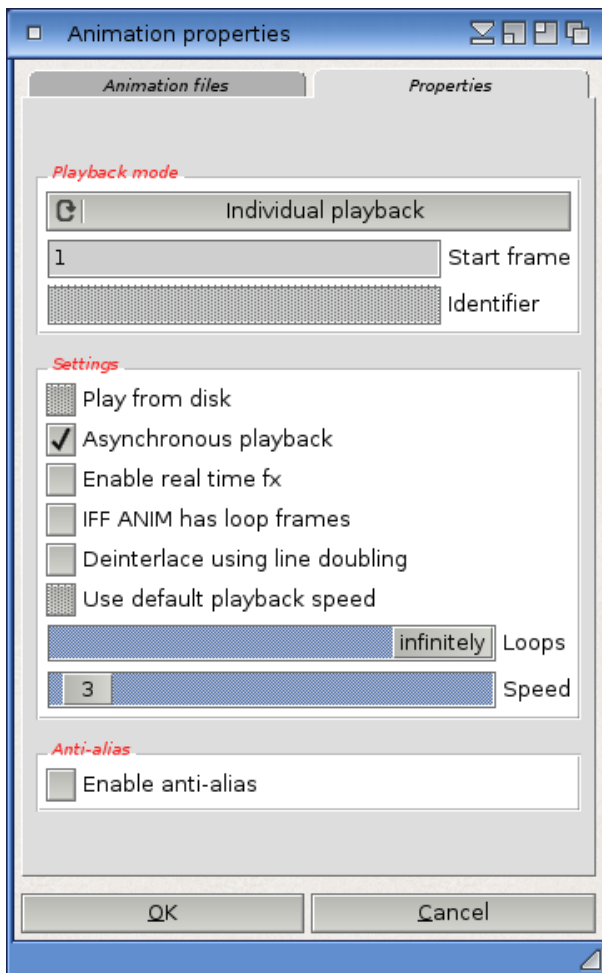 Animation properties
Animation files
Properties
Playback mode
Individual playback
1 Start frame
Identifier
Settings
Play from disk
Asynchronous playback
Enable real time fx
IFF ANIM has loop frames
Deinterlace using line doubling
Use default playback speed
infinitely Loops
3 Speed
Anti-alias
Enable anti-alias
OK
Cancel